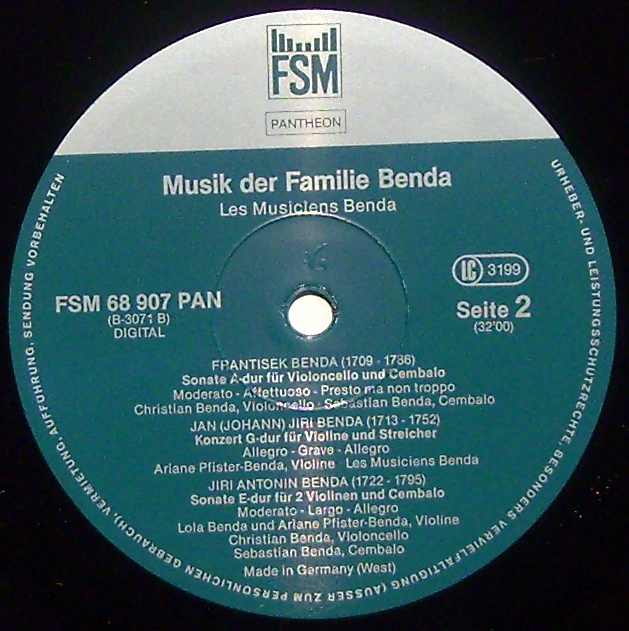 FSM
PANTHEON
Musik der Familie Benda
Les Musiciens Benda
FSM 68 907 PAN
(B-3071 B)
DIGITAL
LC 3199
Seite 2
(32'00)
FRANTISEK BENDA (1709 - 1786)
Sonate A-dur für Violoncello und Cembalo
Moderato - Affettuoso - Presto ma non troppo
Christian Benda, Violoncello - Sebastian Benda, Cembalo
JAN (JOHANN) JIRI BENDA (1713 - 1752)
Konzert G-dur für Violine und Streicher
Allegro - Grave - Allegro
Ariane Pfister-Benda, Violine - Les Musiciens Benda
JIRI ANTONIN BENDA (1722 - 1795)
Sonate E-dur für 2 Violinen und Cembalo
Moderato - Largo - Allegro
Lola Benda und Ariane Pfister-Benda, Violine
Christian Benda, Violoncello
Sebastian Benda, Cembalo
Made in Germany (West)
URHEBER- UND LEISTUNGSSCHUTZRECHTE, BESONDERS VERVIELFÄLTIGUNG (AUSSER ZUM PERSÖNLICHEN GEBRAUCH), VERMIETUNG, AUFFÜHRUNG, SENDUNG VORBEHALTEN